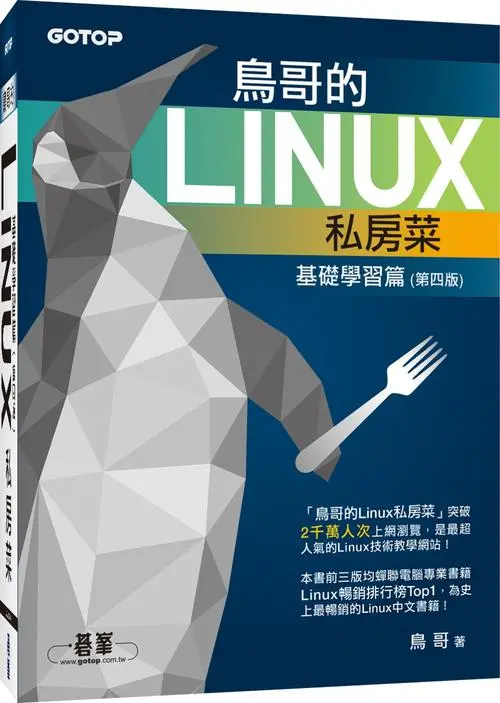 GOTOP
鳥哥的
LINUX
私房菜
基礎學習篇 (第四版)
「鳥哥的Linux私房菜」突破
2千萬人次上網瀏覽,是最超
人氣的Linux技術教學網站!
本書前三版均蟬聯電腦專業書籍
Linux暢銷排行榜Top1,為史
上最暢銷的Linux中文書籍!
鳥 哥 著
碁峯
www.gotop.com.tw
LINUX